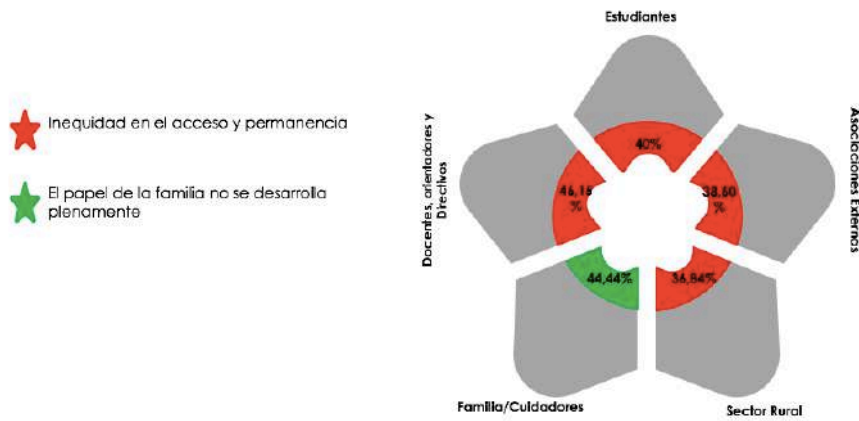 Estudiantes
Inequidad en el acceso y permanencia
El papel de la familia no se desarrolla
plenamente
Docentes, orientadores y
Directivos
Asociaciones Externas
40%
46,15
%
38,60
%
44,44%
36,84%
Familia/Cuidadores
Sector Rural